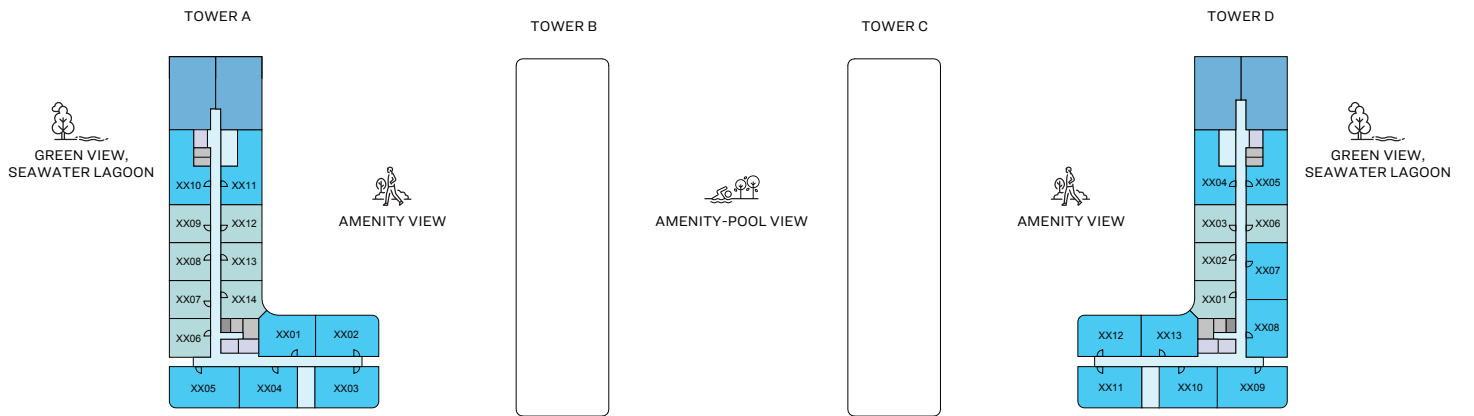 TOWER A
TOWER B
TOWER C
TOWER D
GREEN VIEW,
SEAWATER LAGOON
AMENITY VIEW
AMENITY-POOL VIEW
AMENITY VIEW
GREEN VIEW,
SEAWATER LAGOON
XX10 XX11
XX09 XX12
XX08 XX13
XX07 XX14
XX06
XX01 XX02
XX05 XX04 XX03
XX04 XX05
XX03 XX06
XX02
XX07
XX01
XX08
XX12 XX13
XX11 XX10 XX09